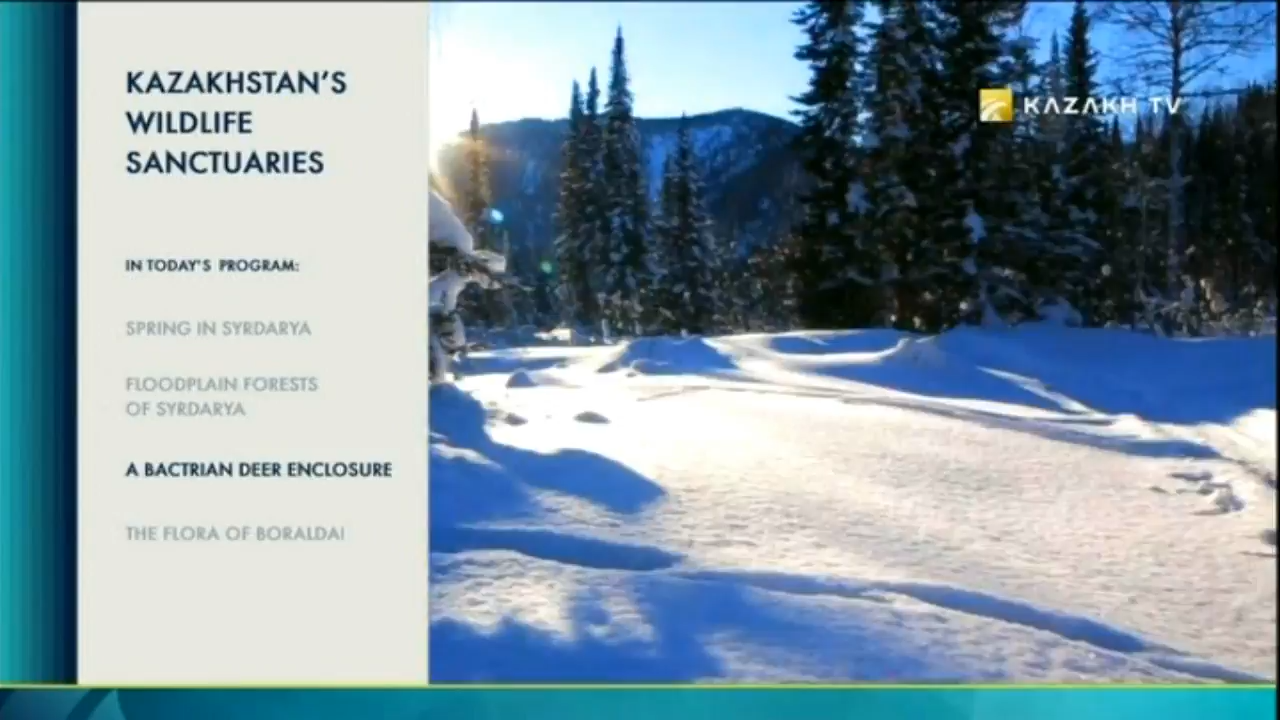 KAZAKHSTAN'S
WILDLIFE
SANCTUARIES
IN TODAY'S PROGRAM:
SPRING IN SYRDARYA
FLOODPLAIN FORESTS
OF SYRDARYA
A BACTRIAN DEER ENCLOSURE
THE FLORA OF BORALDAI
KAZAKH TV